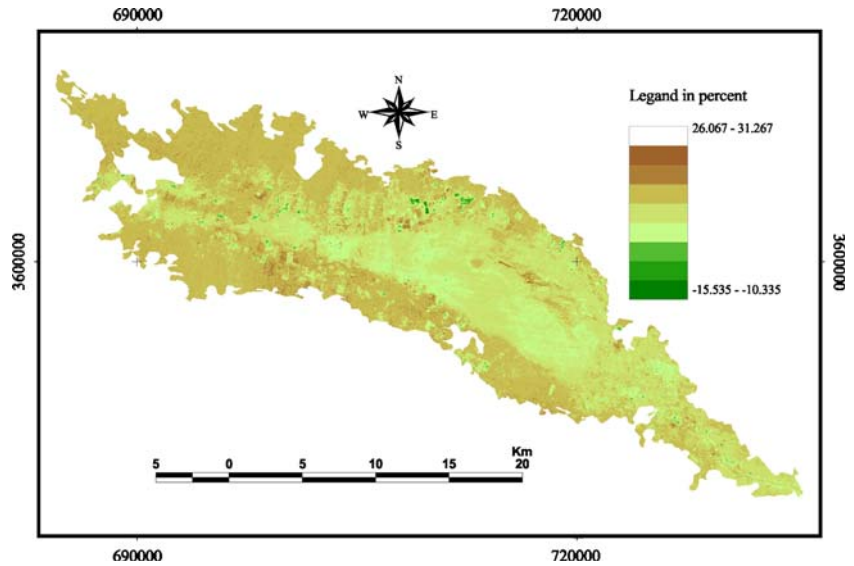 690000 720000
N
W E
S
Legand in percent
26.067 - 31.267
-15.535 - -10.335
3600000 3600000
Km
5 0 5 10 15 20
690000 720000